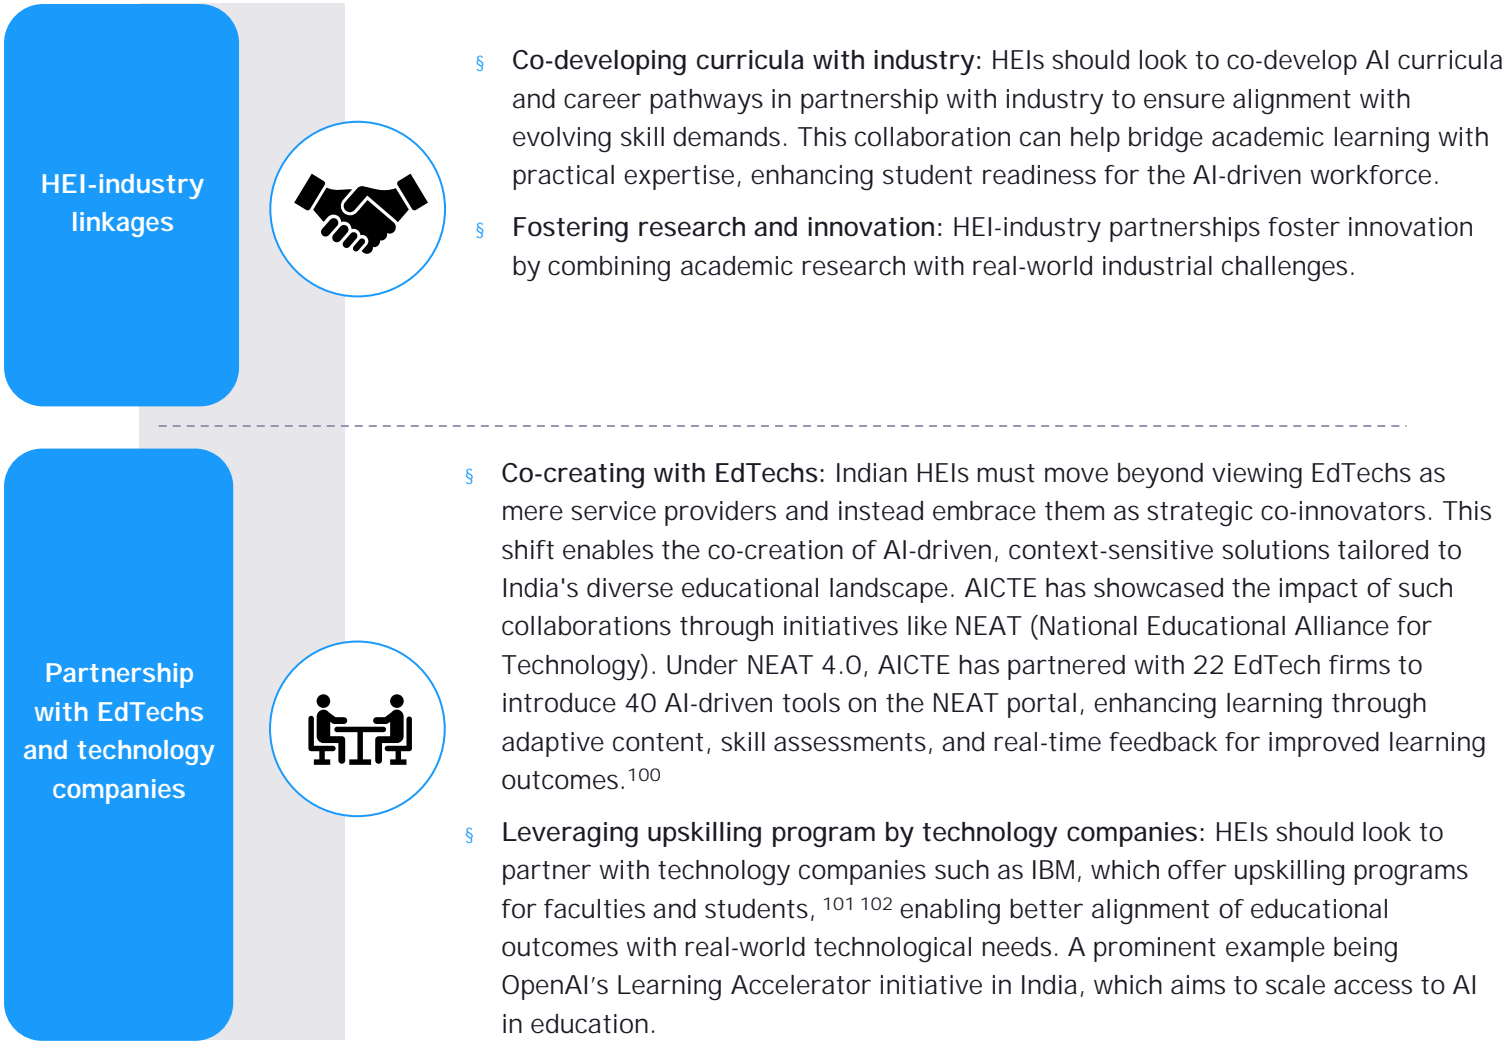 HEI-industry
linkages
§ Co-developing curricula with industry: HEIs should look to co-develop AI curricula
and career pathways in partnership with industry to ensure alignment with
evolving skill demands. This collaboration can help bridge academic learning with
practical expertise, enhancing student readiness for the AI-driven workforce.
§ Fostering research and innovation: HEI-industry partnerships foster innovation
by combining academic research with real-world industrial challenges.
Partnership
with EdTechs
and technology
companies
§ Co-creating with EdTechs: Indian HEIs must move beyond viewing EdTechs as
mere service providers and instead embrace them as strategic co-innovators. This
shift enables the co-creation of AI-driven, context-sensitive solutions tailored to
India's diverse educational landscape. AICTE has showcased the impact of such
collaborations through initiatives like NEAT (National Educational Alliance for
Technology). Under NEAT 4.0, AICTE has partnered with 22 EdTech firms to
introduce 40 AI-driven tools on the NEAT portal, enhancing learning through
adaptive content, skill assessments, and real-time feedback for improved learning
outcomes.100
§ Leveraging upskilling program by technology companies: HEIs should look to
partner with technology companies such as IBM, which offer upskilling programs
for faculties and students, 101 102 enabling better alignment of educational
outcomes with real-world technological needs. A prominent example being
OpenAI's Learning Accelerator initiative in India, which aims to scale access to AI
in education.